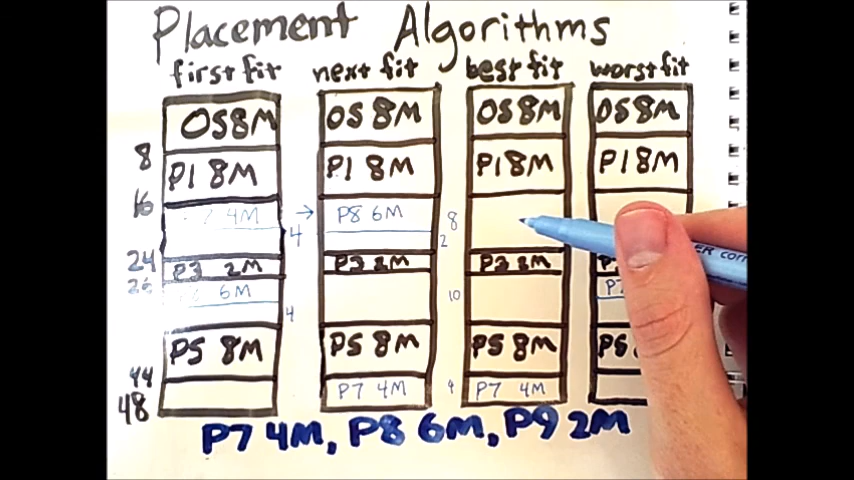 Placement Algorithms
first fit next fit best fit worst fit
OS 8M OS 8M OS 8M OS 8M
8
P1 8M P1 8M P1 8M P1 8M
16
4M → P8 6M 8
4 2
24 P3 2M P3 2M P3 2M
26
6M 10
4
P5 8M P5 8M P5 8M P5
44
P7 4M 4 P7 4M
48
P7 4M, P8 6M, P9 2M